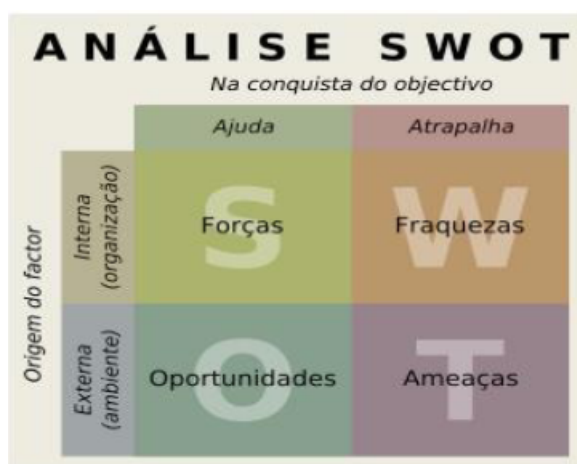 ANÁLISE SWOT
Na conquista do objectivo
Ajuda
Atrapalha
Origem do factor
Interna
(organização)
S
Forças
W
Fraquezas
Externa
(ambiente)
O
Oportunidades
T
Ameaças